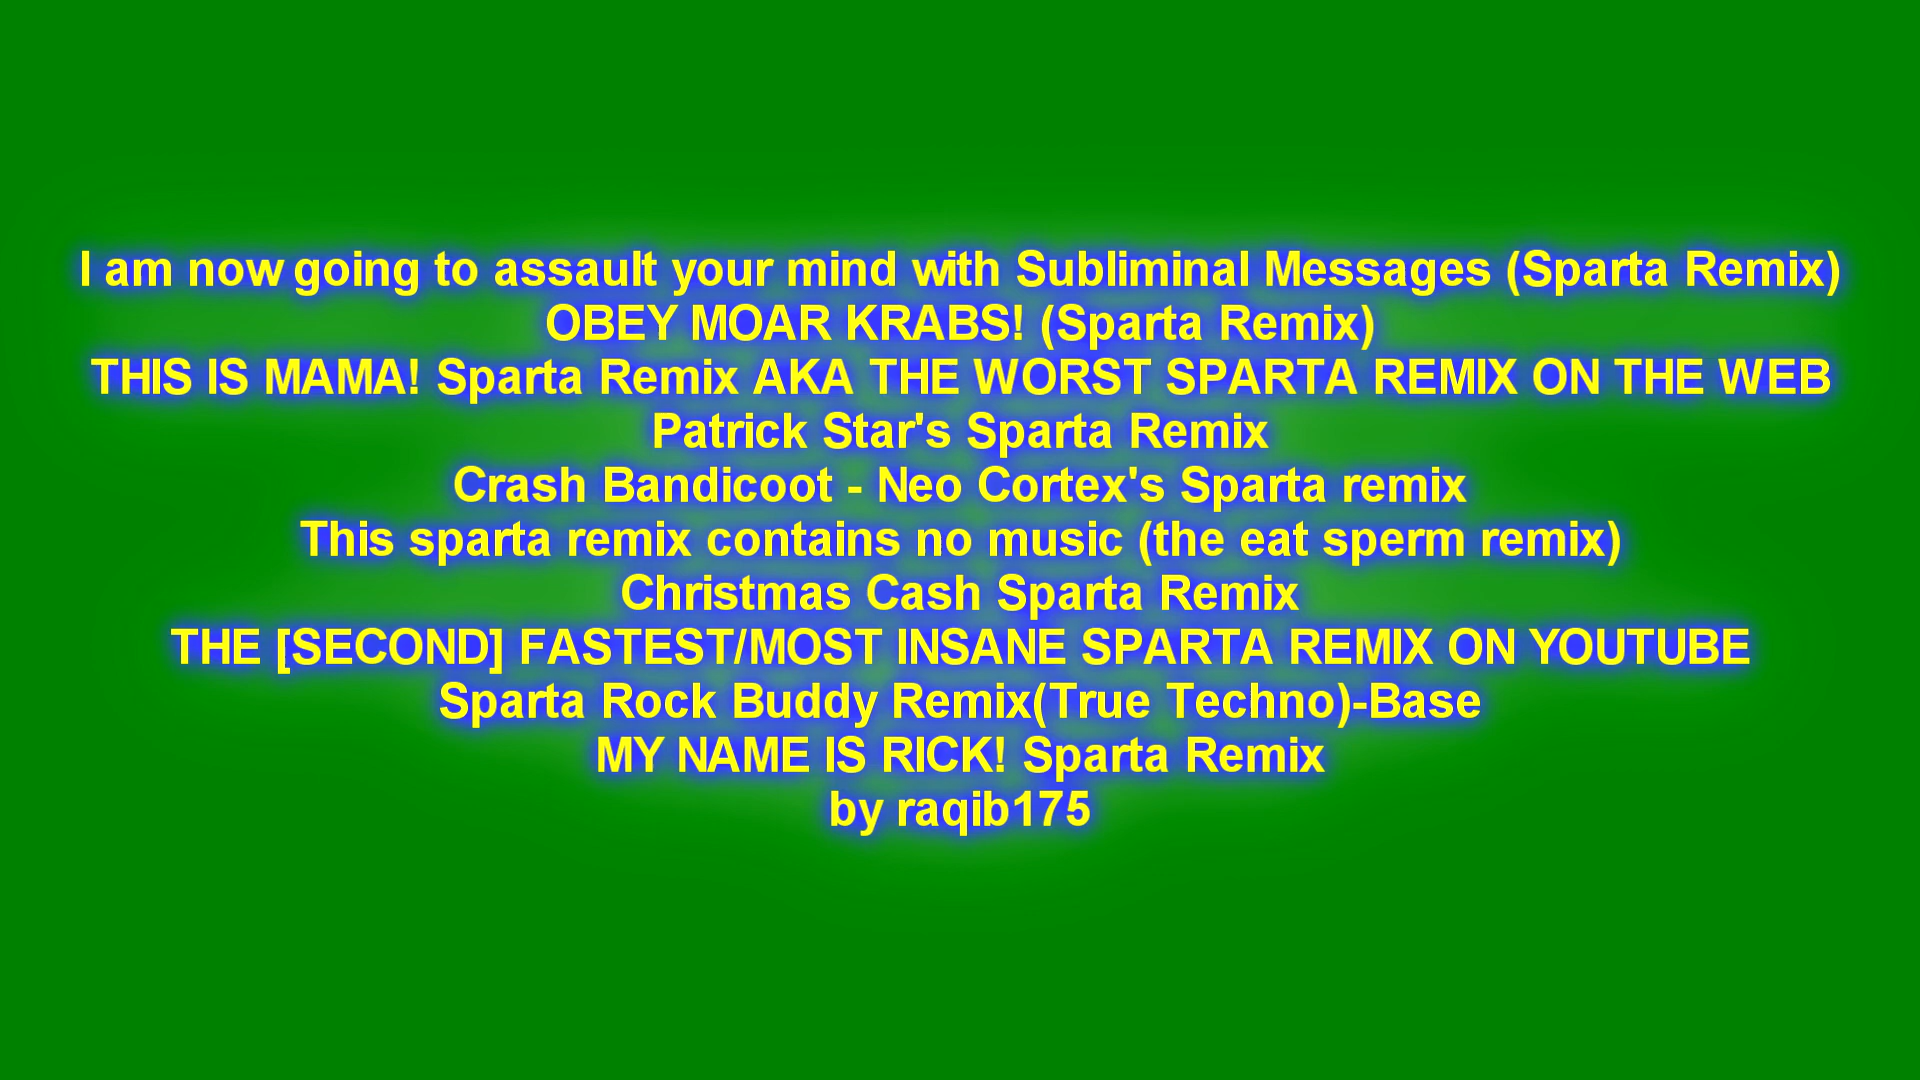 I am now going to assault your mind with Subliminal Messages (Sparta Remix)
OBEY MOAR KRABS! (Sparta Remix)
THIS IS MAMA! Sparta Remix AKA THE WORST SPARTA REMIX ON THE WEB
Patrick Star's Sparta Remix
Crash Bandicoot - Neo Cortex's Sparta remix
This sparta remix contains no music (the eat sperm remix)
Christmas Cash Sparta Remix
THE [SECOND] FASTEST/MOST INSANE SPARTA REMIX ON YOUTUBE
Sparta Rock Buddy Remix(True Techno)-Base
MY NAME IS RICK! Sparta Remix
by raqib175